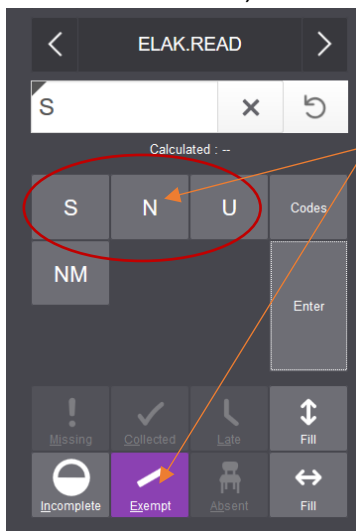 ELAK.READ
S
Calculated : --
S N U Codes
NM
Enter
Missing Collected Late Fill
Incomplete Exempt Absent Fill